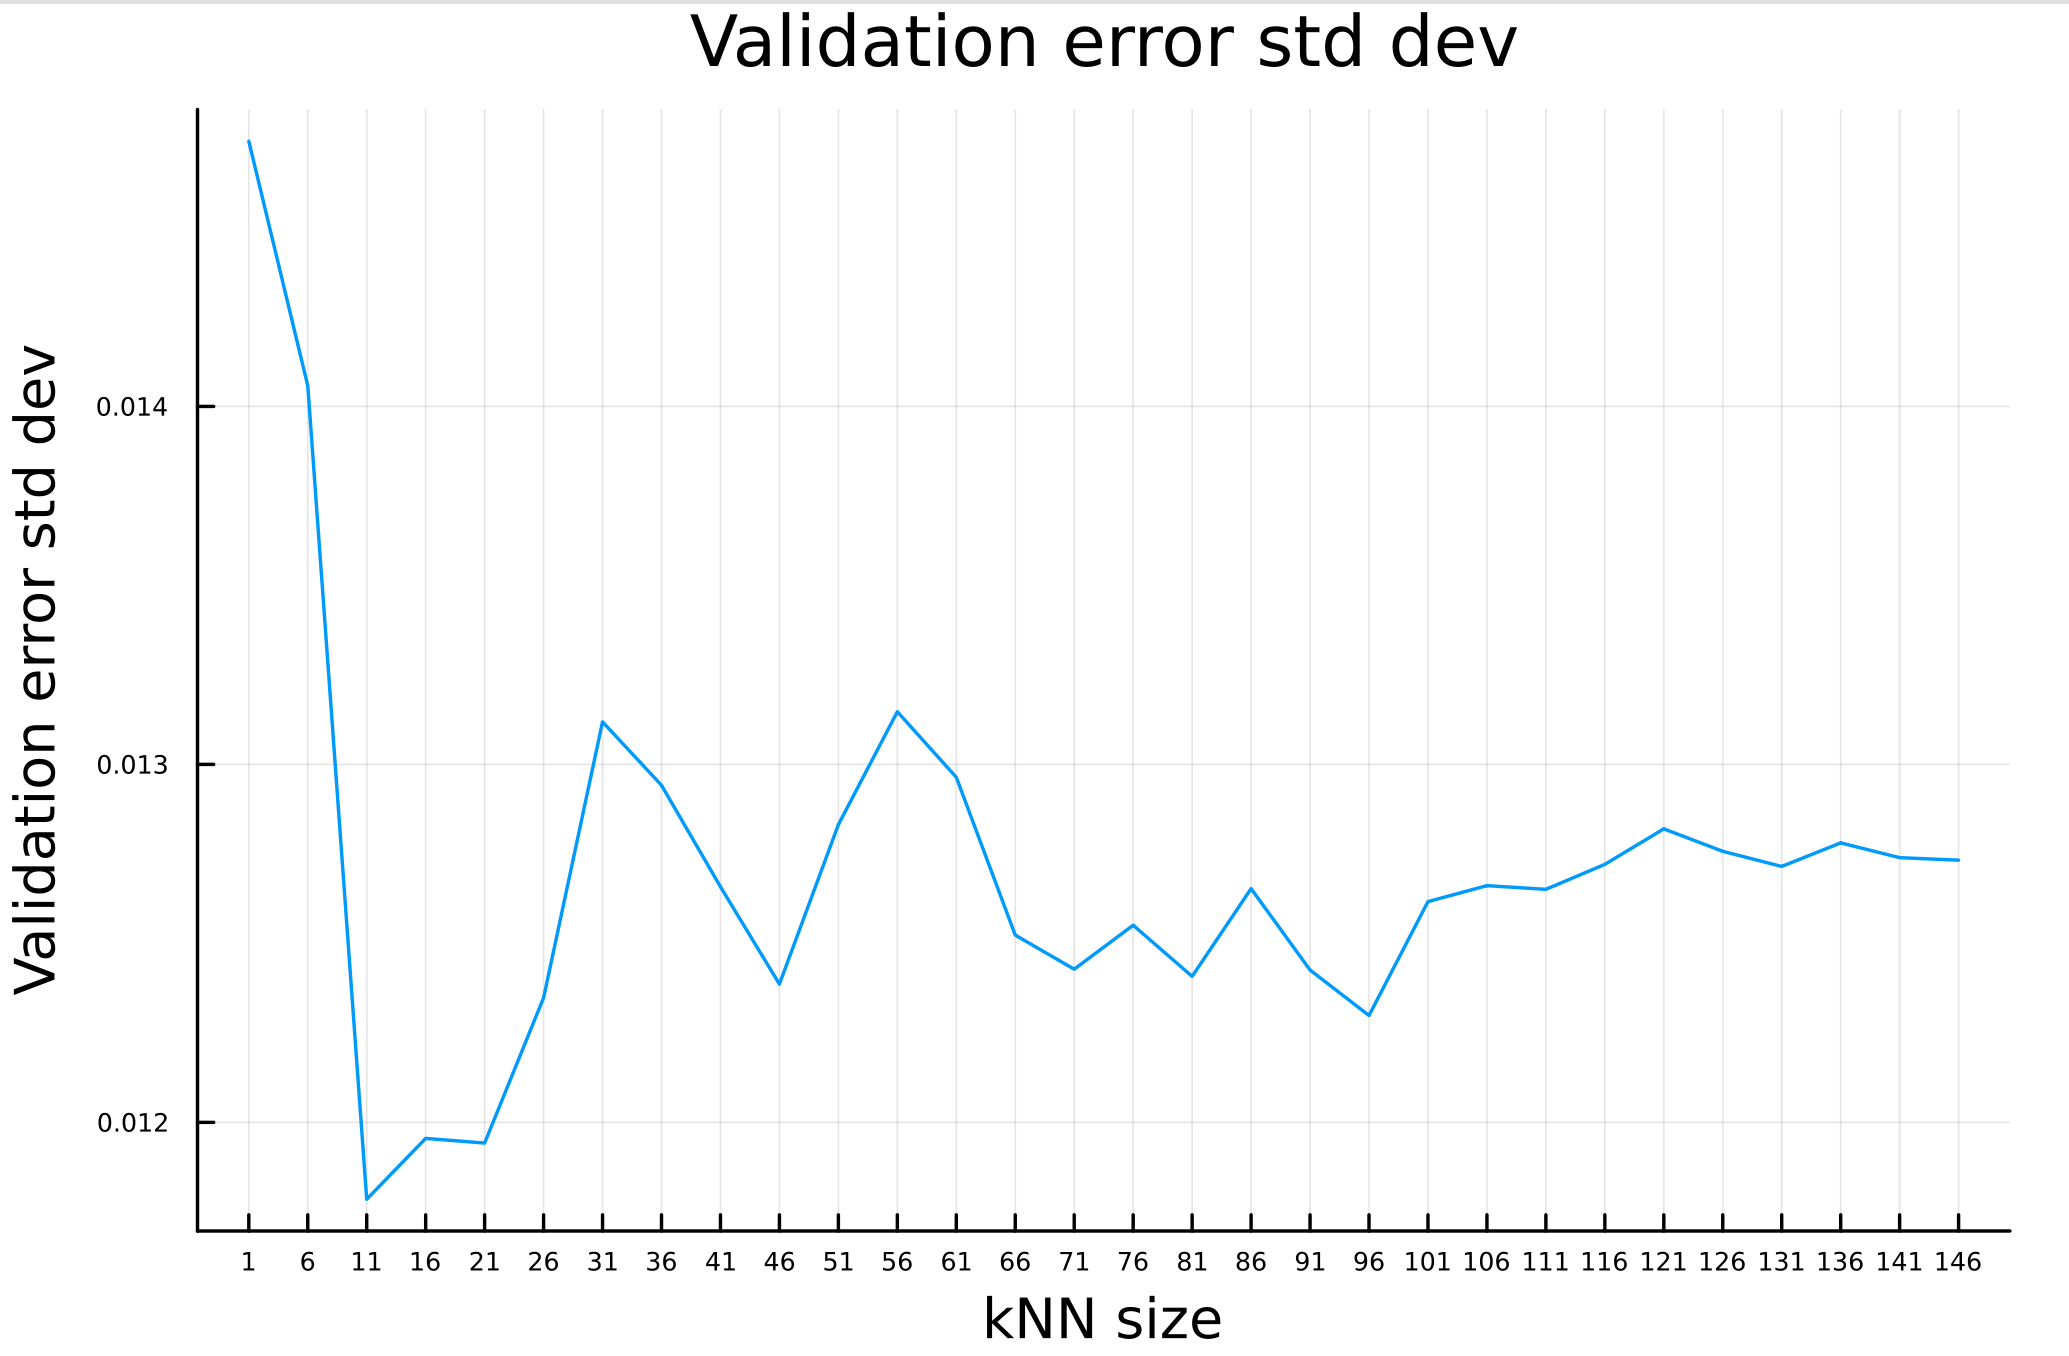 Validation error std dev
Validation error std dev
0.014
0.013
0.012
1 6 11 16 21 26 31 36 41 46 51 56 61 66 71 76 81 86 91 96 101 106 111 116 121 126 131 136 141 146
kNN size